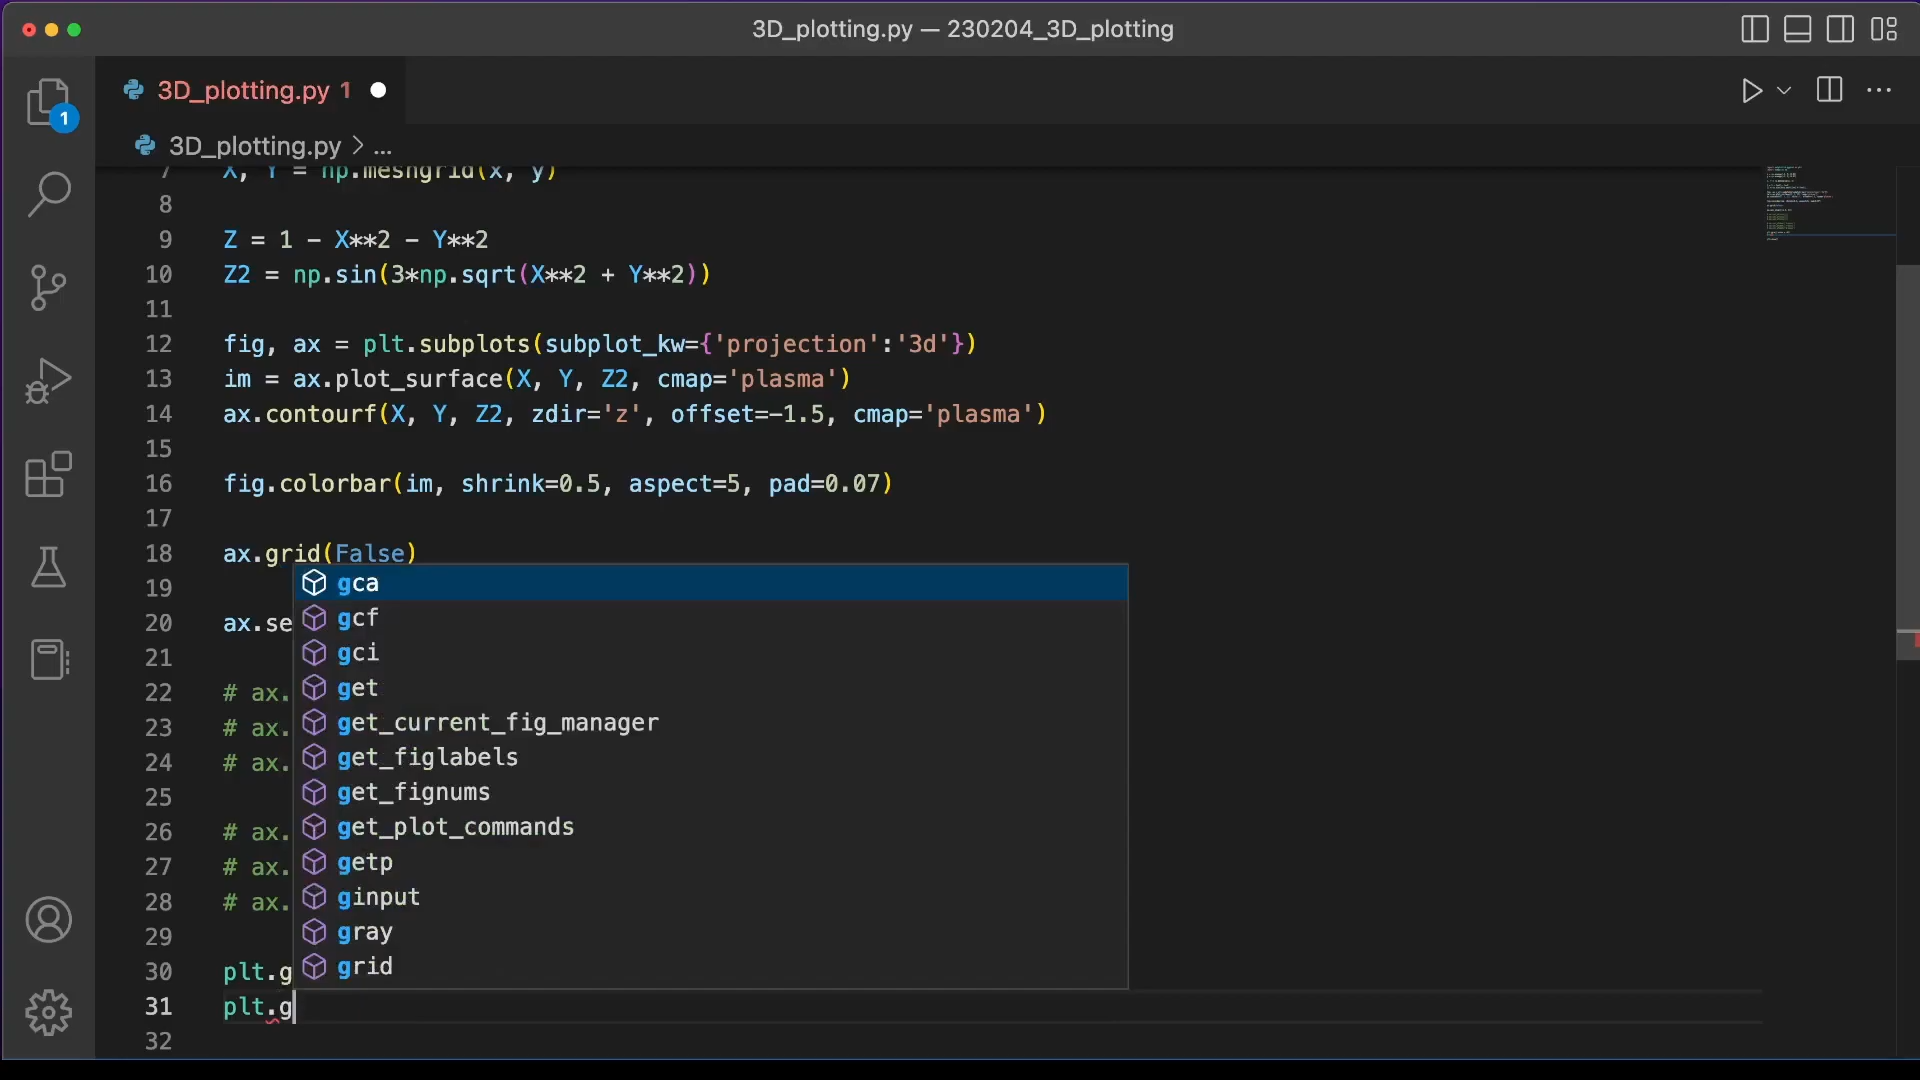 3D_plotting.py — 230204_3D_plotting
3D_plotting.py 1
1
3D_plotting.py > ...
7 X, Y = np.meshgrid(x, y)
8
9 Z = 1 - X**2 - Y**2
10 Z2 = np.sin(3*np.sqrt(X**2 + Y**2))
11
12 fig, ax = plt.subplots(subplot_kw={'projection':'3d'})
13 im = ax.plot_surface(X, Y, Z2, cmap='plasma')
14 ax.contourf(X, Y, Z2, zdir='z', offset=-1.5, cmap='plasma')
15
16 fig.colorbar(im, shrink=0.5, aspect=5, pad=0.07)
17
18 ax.grid(False)
19
20 ax.se
21
22 # ax.
23 # ax.
24 # ax.
25
26 # ax.
27 # ax.
28 # ax.
29
30 plt.g
31 plt.g
32
gca
gcf
gci
get
get_current_fig_manager
get_figlabels
get_fignums
get_plot_commands
getp
ginput
gray
grid